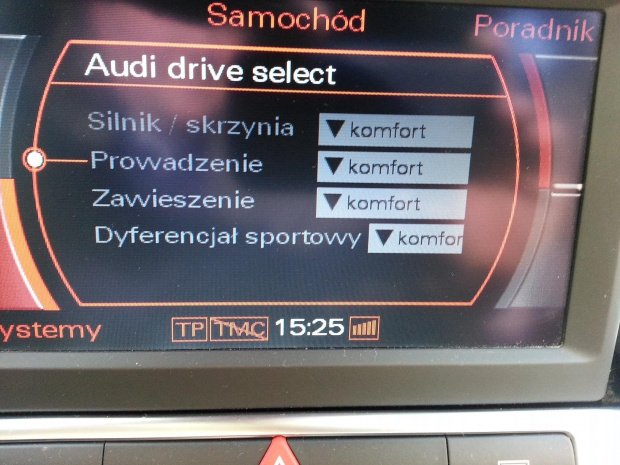 Samochód
Poradnik
Audi drive select
Silnik / skrzynia ▼ komfort
Prowadzenie ▼ komfort
Zawieszenie ▼ komfort
Dyferencjał sportowy ▼ komfor
ystemy
TP TMC 15:25